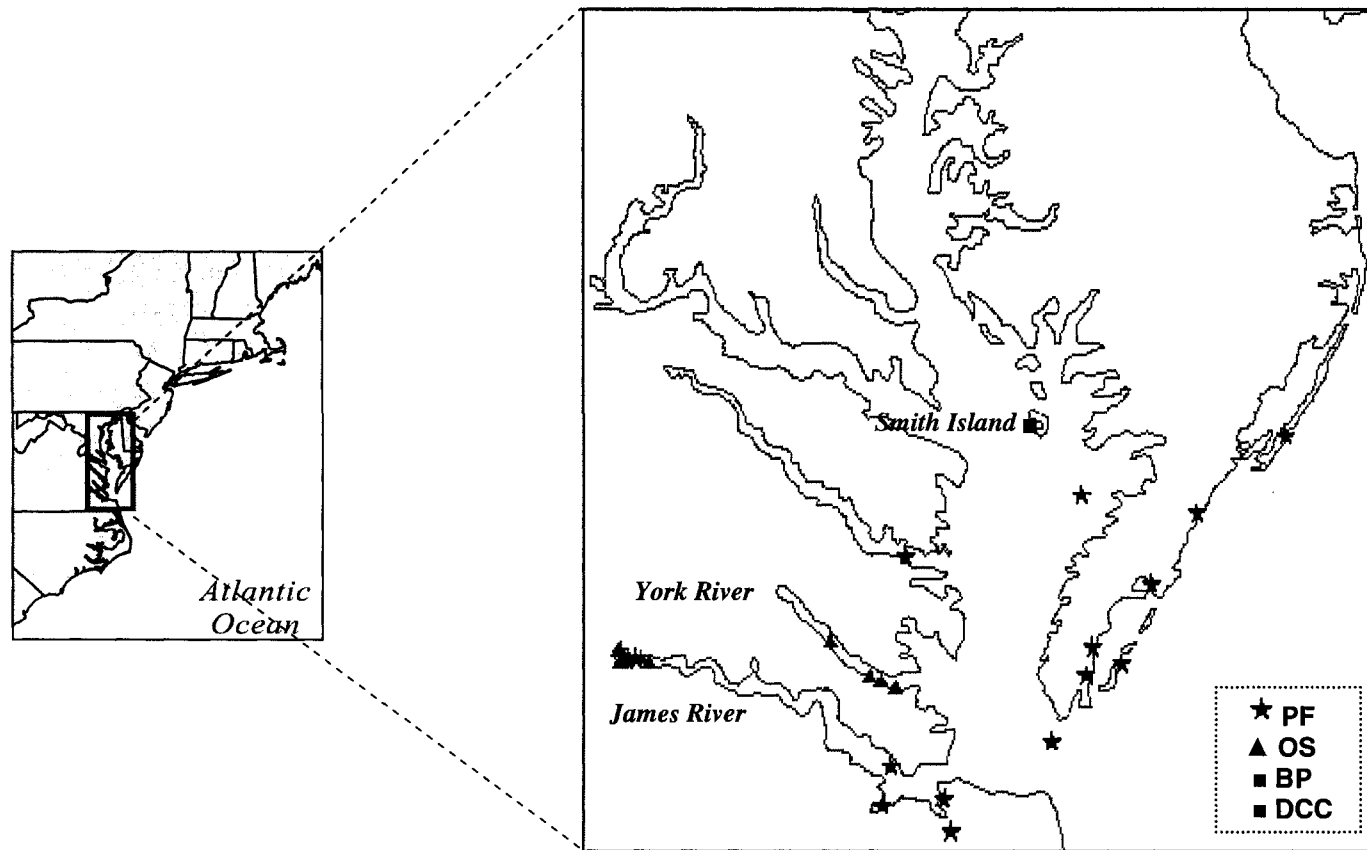 Atlantic
Ocean
Smith Island
York River
James River
PF
OS
BP
DCC